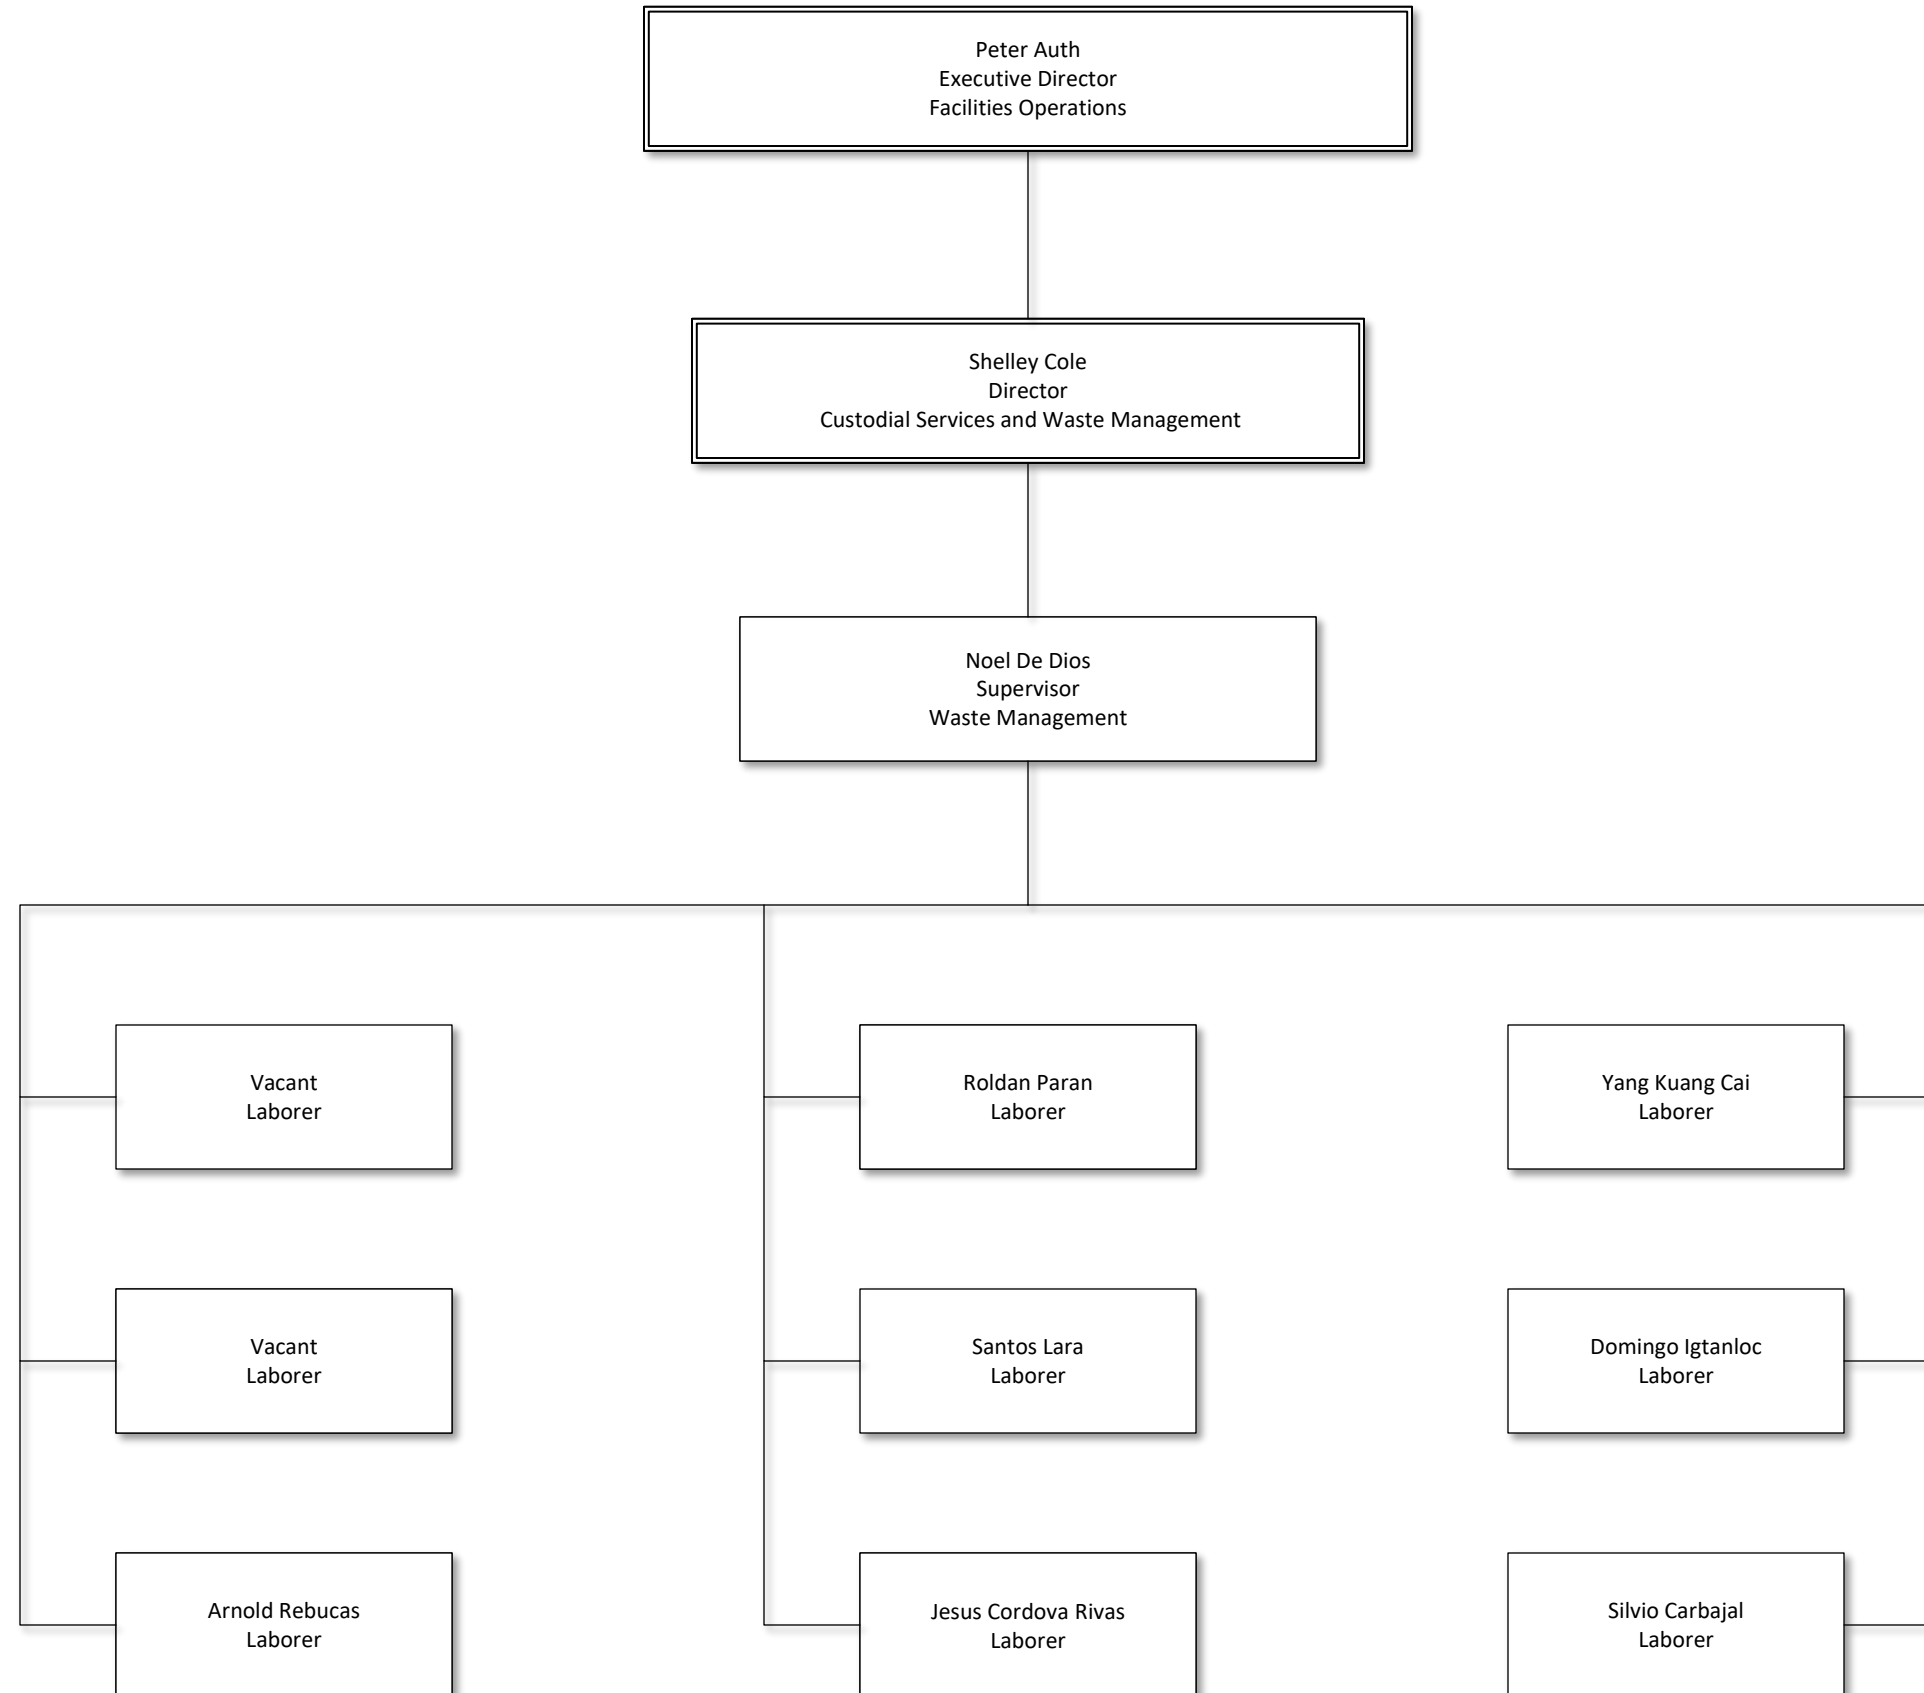 Peter Auth
Executive Director
Facilities Operations
Shelley Cole
Director
Custodial Services and Waste Management
Noel De Dios
Supervisor
Waste Management
Vacant
Laborer
Roldan Paran
Laborer
Yang Kuang Cai
Laborer
Vacant
Laborer
Santos Lara
Laborer
Domingo Igtanloc
Laborer
Arnold Rebucas
Laborer
Jesus Cordova Rivas
Laborer
Silvio Carbajal
Laborer